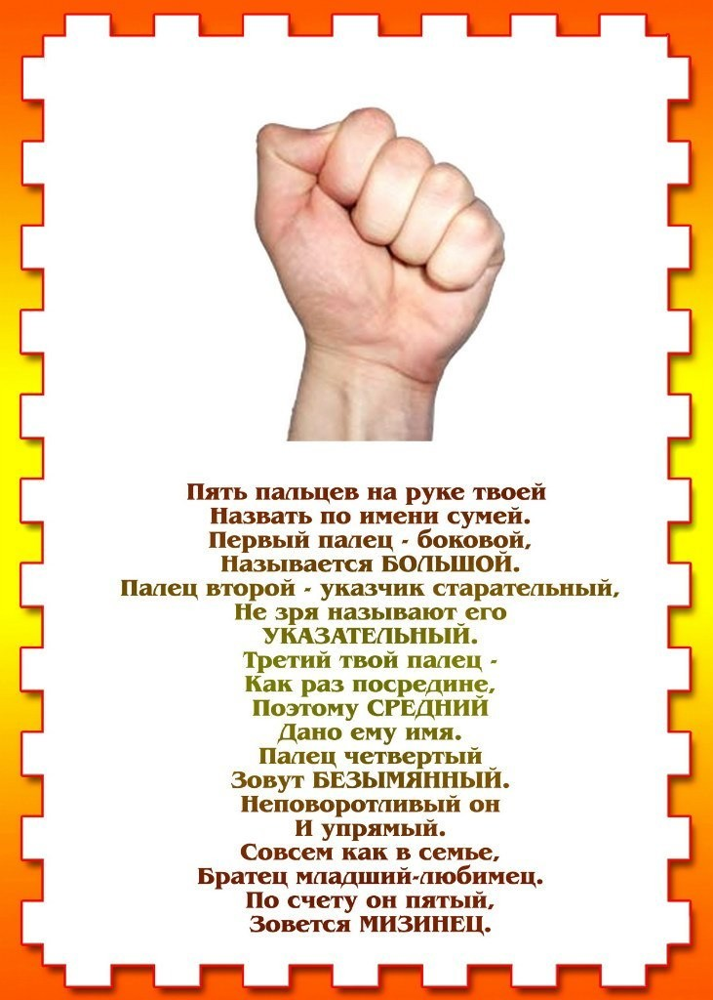 Пять пальцев на руке твоей
Назвать по имени сумей.
Первый палец - боковой,
Называется БОЛЬШОЙ.
Палец второй - указчик старательный,
Не зря называют его
УКАЗАТЕЛЬНЫЙ.
Третий твой палец -
Как раз посредине,
Поэтому СРЕДНИЙ
Дано ему имя.
Палец четвертый
Зовут БЕЗЫМЯННЫЙ.
Неповоротливый он
И упрямый.
Совсем как в семье,
Братец младший-любимец.
По счету он пятый,
Зовется МИЗИНЕЦ.